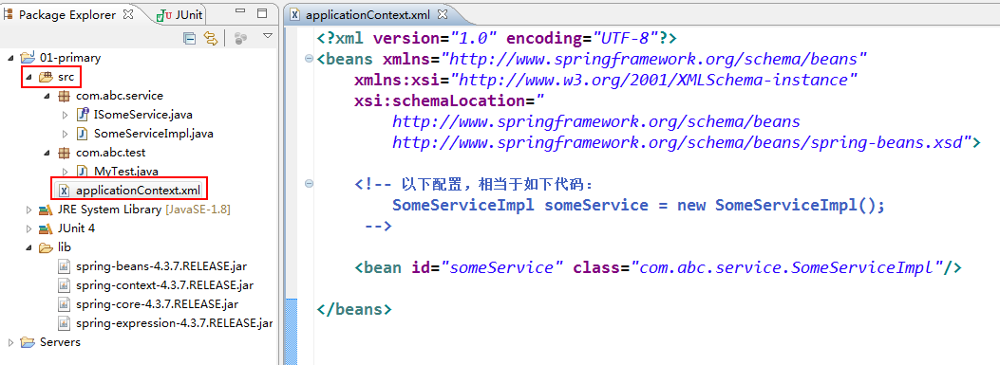 Package Explorer
JUnit
01-primary
src
com.abc.service
ISomeService.java
SomeServiceImpl.java
com.abc.test
MyTest.java
applicationContext.xml
JRE System Library [JavaSE-1.8]
JUnit 4
lib
spring-beans-4.3.7.RELEASE.jar
spring-context-4.3.7.RELEASE.jar
spring-core-4.3.7.RELEASE.jar
spring-expression-4.3.7.RELEASE.jar
Servers
applicationContext.xml
<?xml version="1.0" encoding="UTF-8"?>
<beans xmlns="http://www.springframework.org/schema/beans"
xmlns:xsi="http://www.w3.org/2001/XMLSchema-instance"
xsi:schemaLocation="
http://www.springframework.org/schema/beans
http://www.springframework.org/schema/beans/spring-beans.xsd">
<!-- 以下配置，相当于如下代码：
SomeServiceImpl someService = new SomeServiceImpl();
-->
<bean id="someService" class="com.abc.service.SomeServiceImpl"/>
</beans>